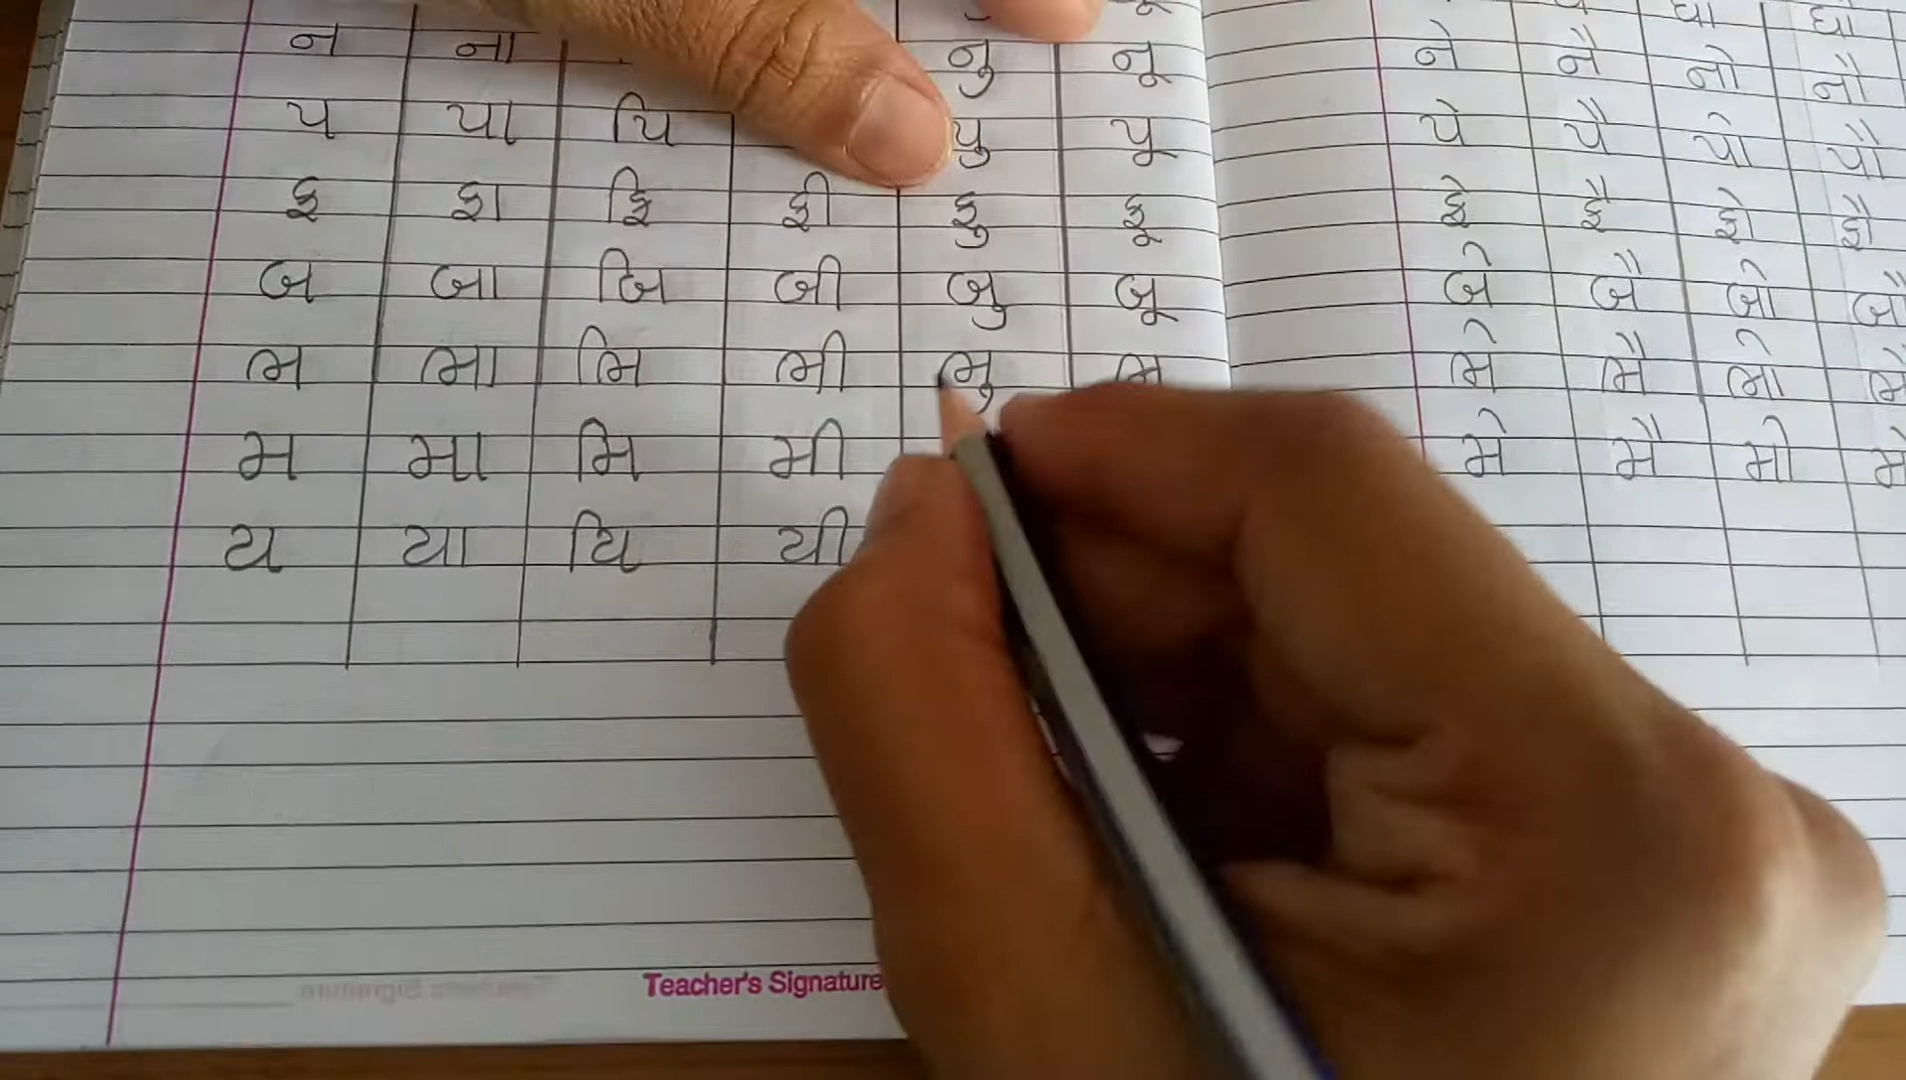 ન ના નુ નૂ ને નૈ નો નૌ
પ પા પિ પુ પૂ પે પૈ પો પૌ
ફ ફા ફિ ફી ફુ ફૂ ફે ફૈ ફો ફૌ
બ બા બિ બી બુ બૂ બે બૈ બો બૌ
ભ ભા ભિ ભી ભુ ભે ભૈ ભો
મ મા મિ મી મે મૈ મો
ય યા યિ યી
Teacher's Signature